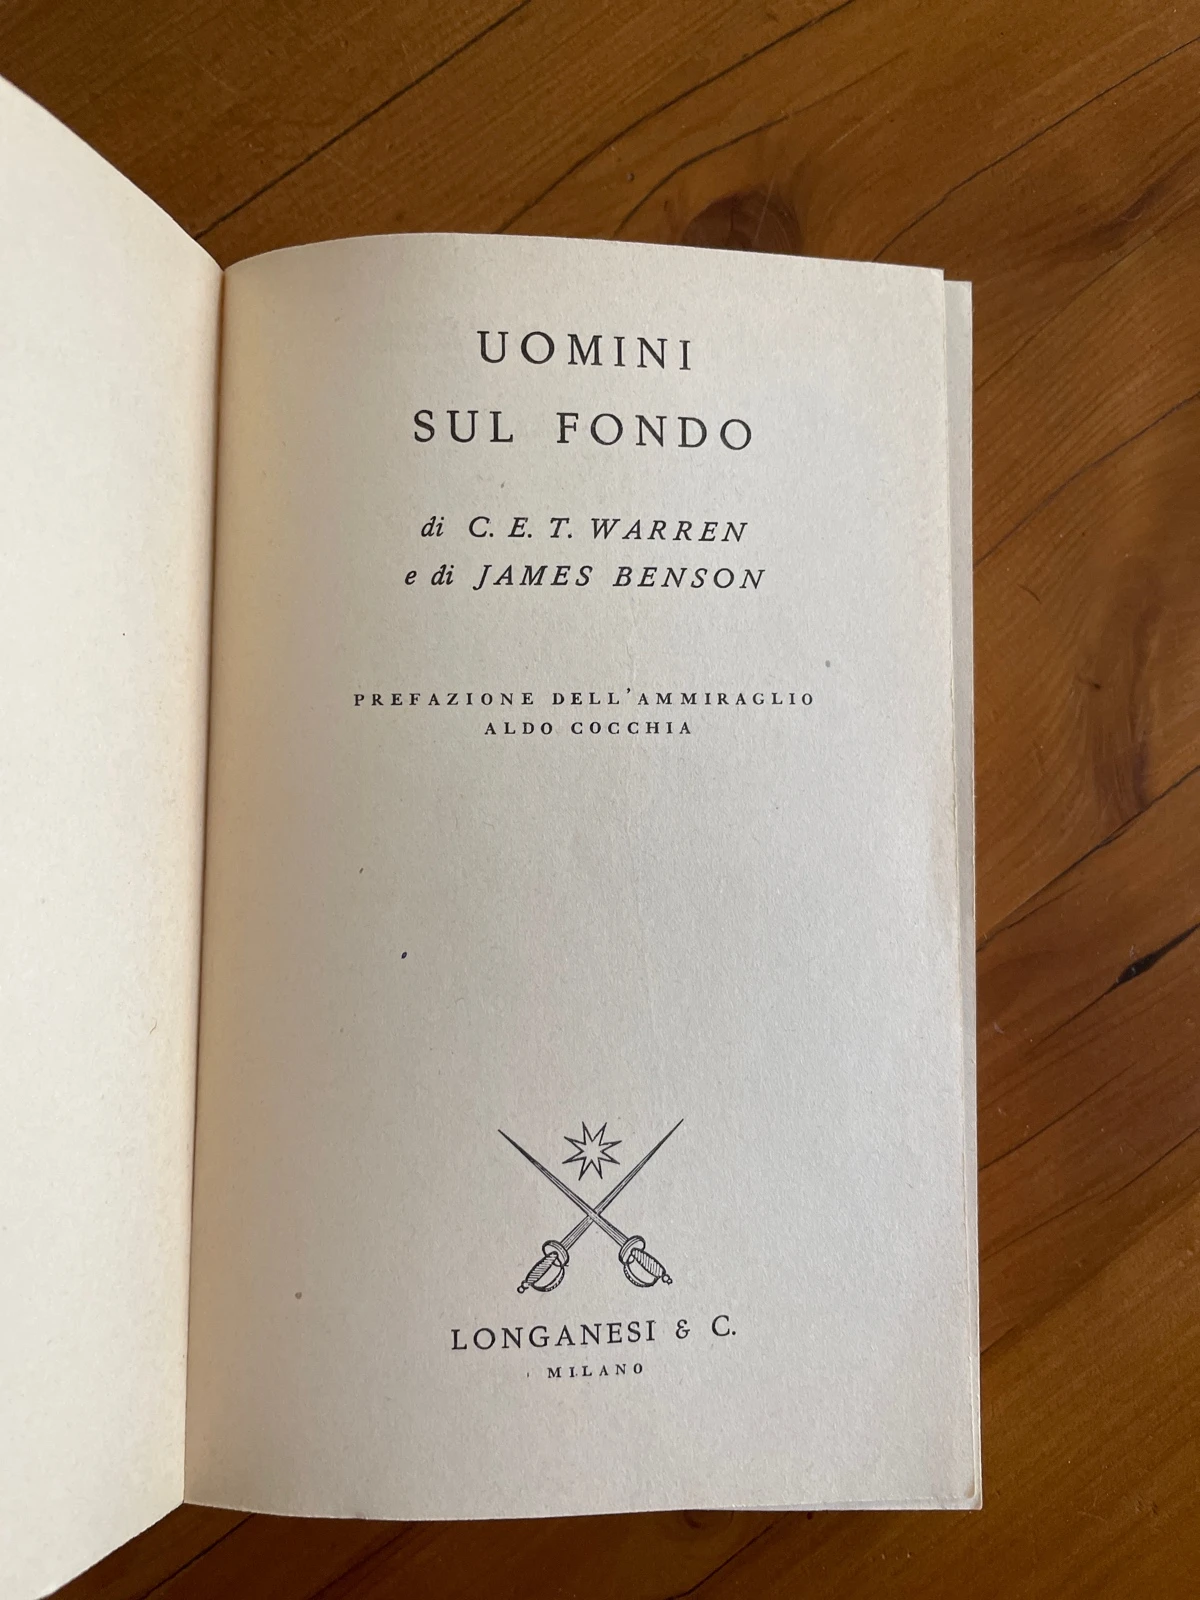 UOMINI
SUL FONDO
di C. E. T. WARREN
e di JAMES BENSON
PREFAZIONE DELL'AMMIRAGLIO
ALDO COCCHIA
LONGANESI & C.
MILANO